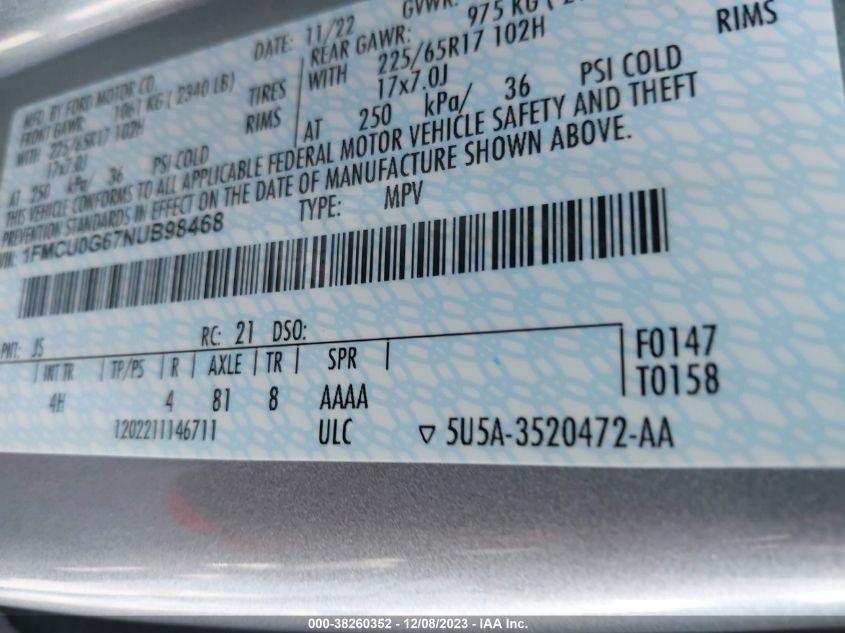 MFD. BY FORD MOTOR CO. DATE: 11/22 GVWR:
FRONT GAWR: 1061 KG ( 2340 LB) REAR GAWR: 975 KG
WITH 225/65R17 102H TIRES WITH 225/65R17 102H
17x7.0J RIMS 17x7.0J RIMS
AT 250 kPa/ 36 PSI COLD AT 250 kPa/ 36 PSI COLD
THIS VEHICLE CONFORMS TO ALL APPLICABLE FEDERAL MOTOR VEHICLE SAFETY AND THEFT
PREVENTION STANDARDS IN EFFECT ON THE DATE OF MANUFACTURE SHOWN ABOVE.
VIN: 1FMCU0G67NUB98468 TYPE: MPV
PNT: JS RC: 21 DSO:
INT TR TP/PS R AXLE TR SPR F0147
4H 4 81 8 AAAA T0158
1202211146711 ULC ▽ 5U5A-3520472-AA
000-38260352 - 12/08/2023 - IAA Inc.